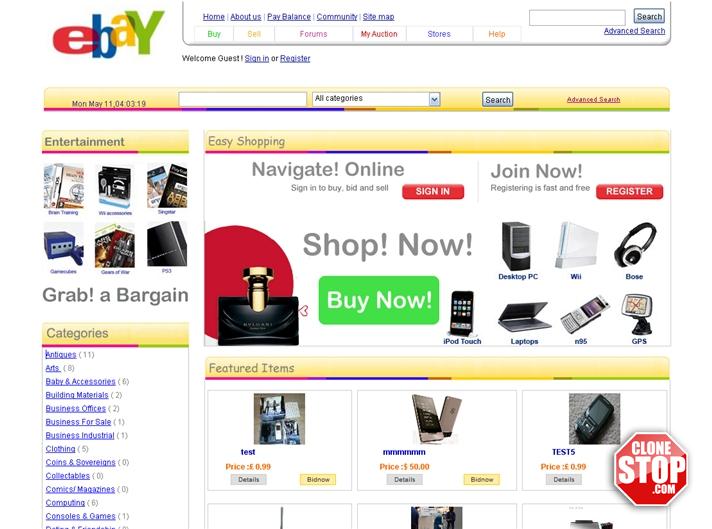 ebay
Home | About us | Pay Balance | Community | Site map
Search
Advanced Search
Buy Sell Forums My Auction Stores Help
Welcome Guest ! Sign in or Register
Mon May 11,04:03:19
All categories
Search
Advanced Search
Entertainment
Brain Training
Wii accessories
Singstar
Gamecubes
Gears of War
PS3
Grab! a Bargain
Easy Shopping
Navigate! Online
Sign in to buy, bid and sell
SIGN IN
Join Now!
Registering is fast and free
REGISTER
Shop! Now!
Buy Now!
BVLGARI
Desktop PC
Wii
Bose
iPod Touch
Laptops
n95
GPS
Categories
Antiques ( 11)
Arts ( 8)
Baby & Accessories ( 6)
Building Materials ( 2)
Business Offices ( 2)
Business For Sale ( 1)
Business Industrial ( 1)
Clothing ( 5)
Coins & Sovereigns ( 0)
Collectables ( 0)
Comics/ Magazines ( 0)
Computing ( 6)
Consoles & Games ( 1)
Featured Items
test
Price :£ 0.99
Details
Bidnow
mmmmmm
Price :$ 50.00
Details
Bidnow
TEST5
Price :£ 0.99
Details
CLONE
STOP
.COM